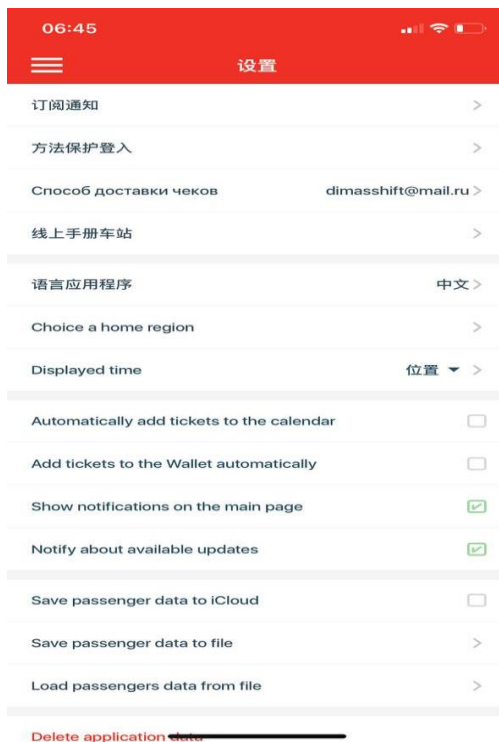 06:45
设置
订阅通知
方法保护登入
Способ доставки чеков dimasshift@mail.ru
线上手册车站
语言应用程序 中文
Choice a home region
Displayed time 位置
Automatically add tickets to the calendar
Add tickets to the Wallet automatically
Show notifications on the main page
Notify about available updates
Save passenger data to iCloud
Save passenger data to file
Load passengers data from file
Delete application data